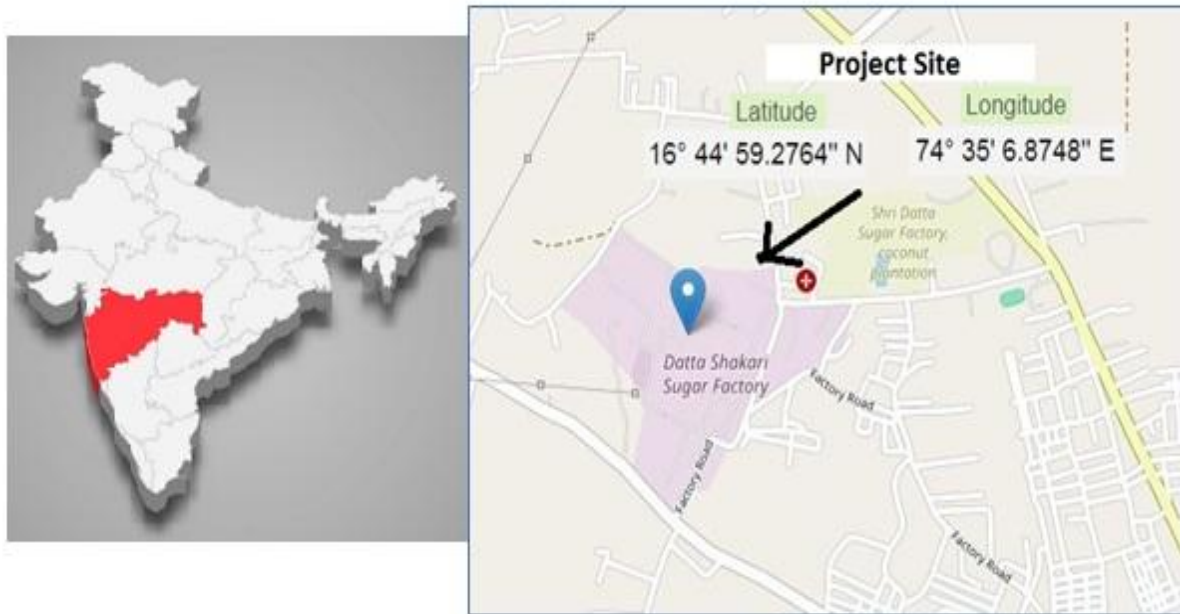 Project Site
Latitude
Longitude
16° 44' 59.2764" N
74° 35' 6.8748" E
Shri Datta
Sugar Factory,
coconut
plantation
Datta Shakari
Sugar Factory
Factory Road
Factory Road
Factory Road